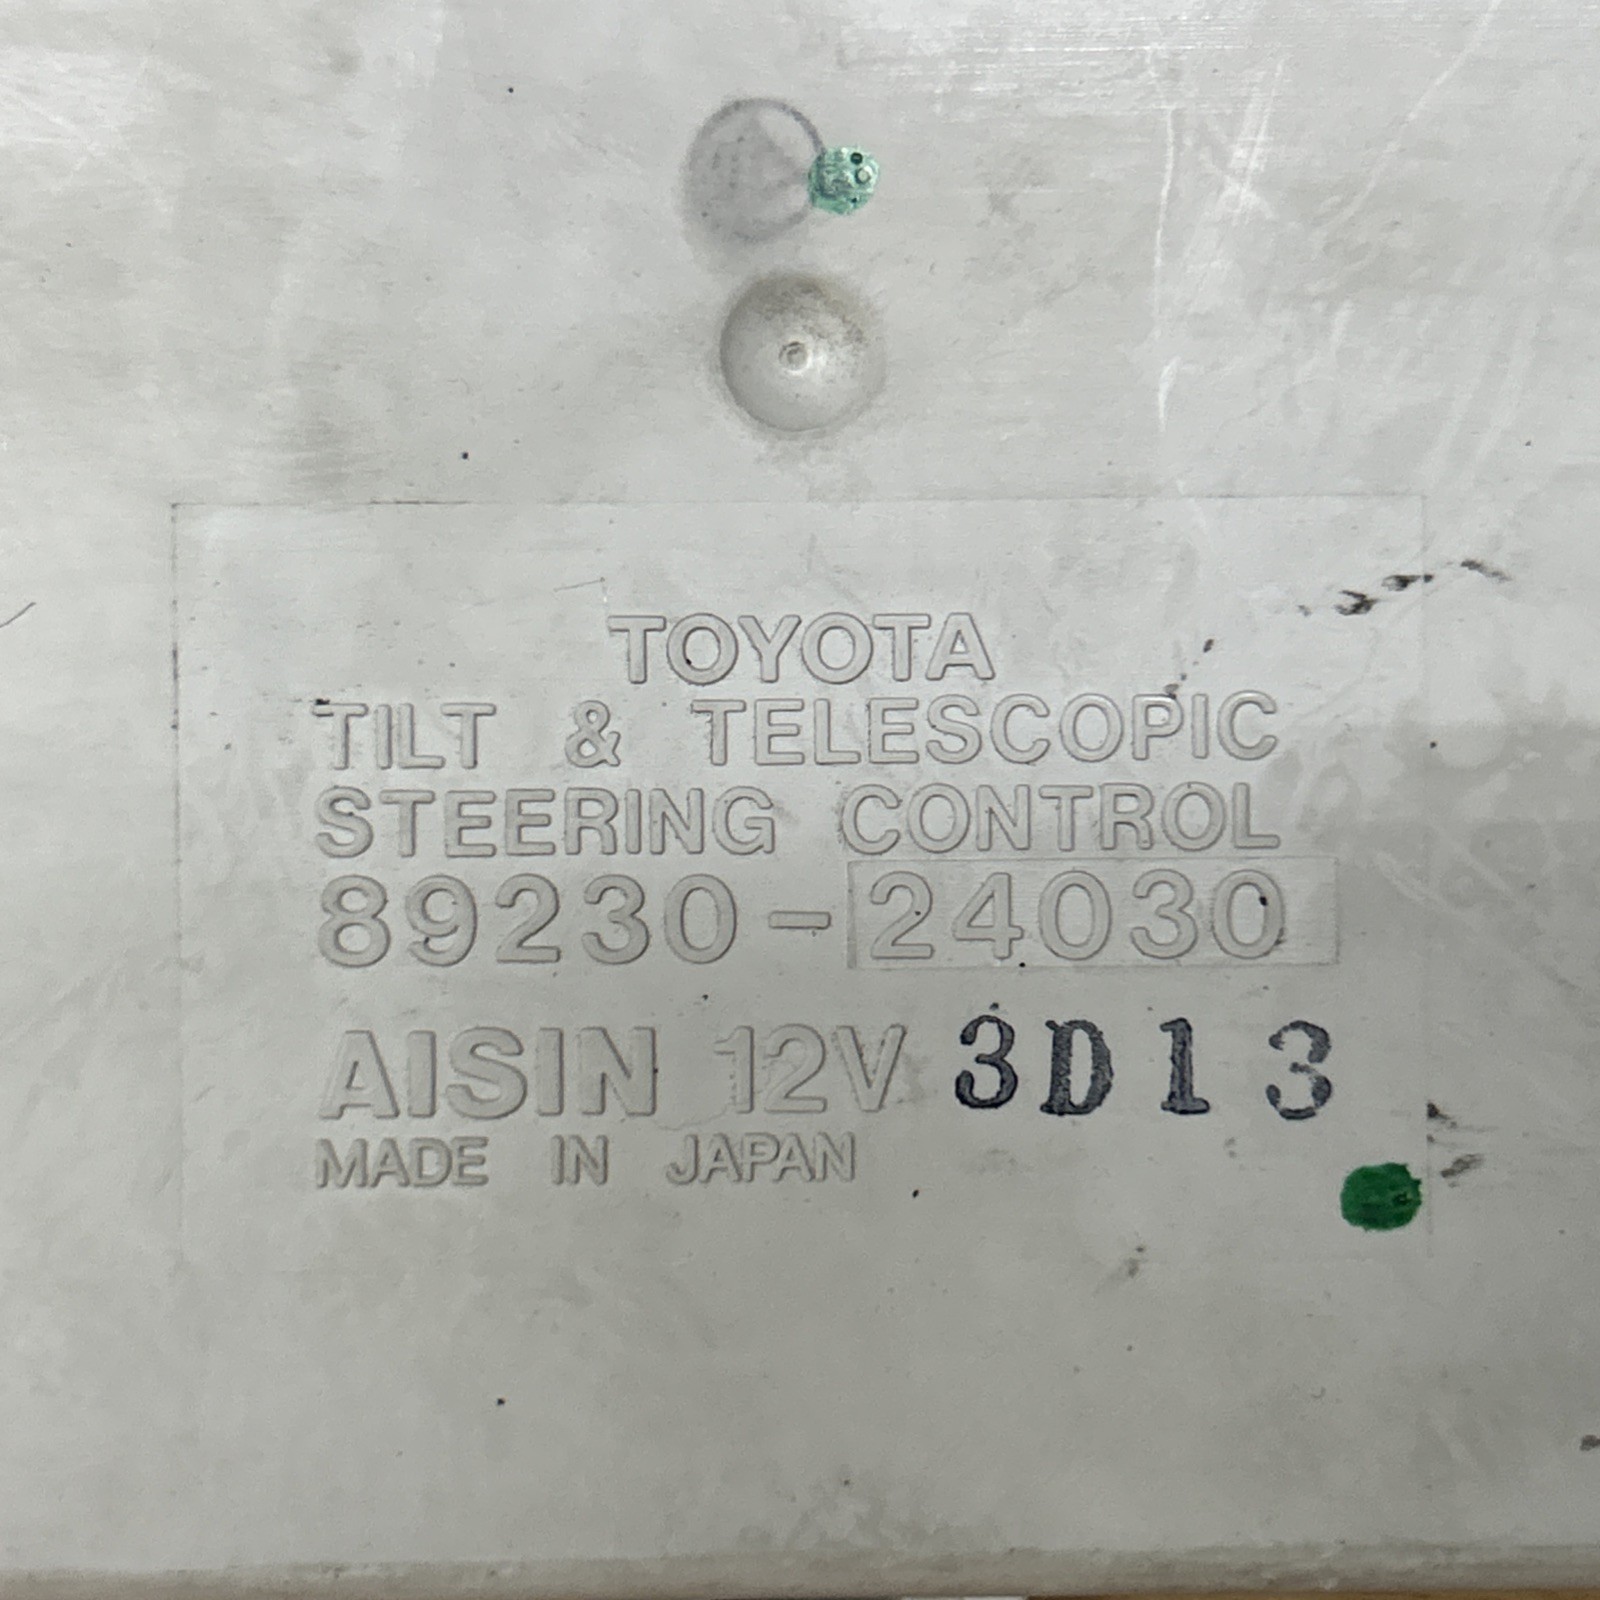 TOYOTA
TILT & TELESCOPIC
STEERING CONTROL
89230-24030
AISIN 12V 3D13
MADE IN JAPAN